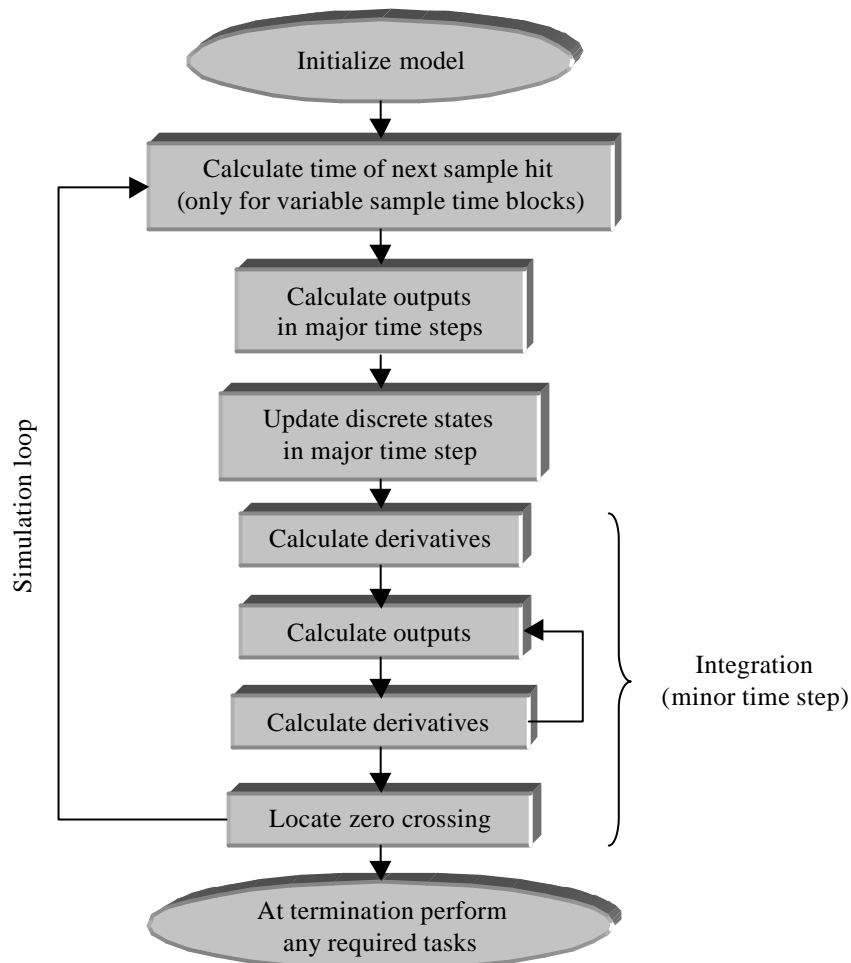 Initialize model
Calculate time of next sample hit
(only for variable sample time blocks)
Calculate outputs
in major time steps
Update discrete states
in major time step
Simulation loop
Calculate derivatives
Calculate outputs
Calculate derivatives
Integration
(minor time step)
Locate zero crossing
At termination perform
any required tasks